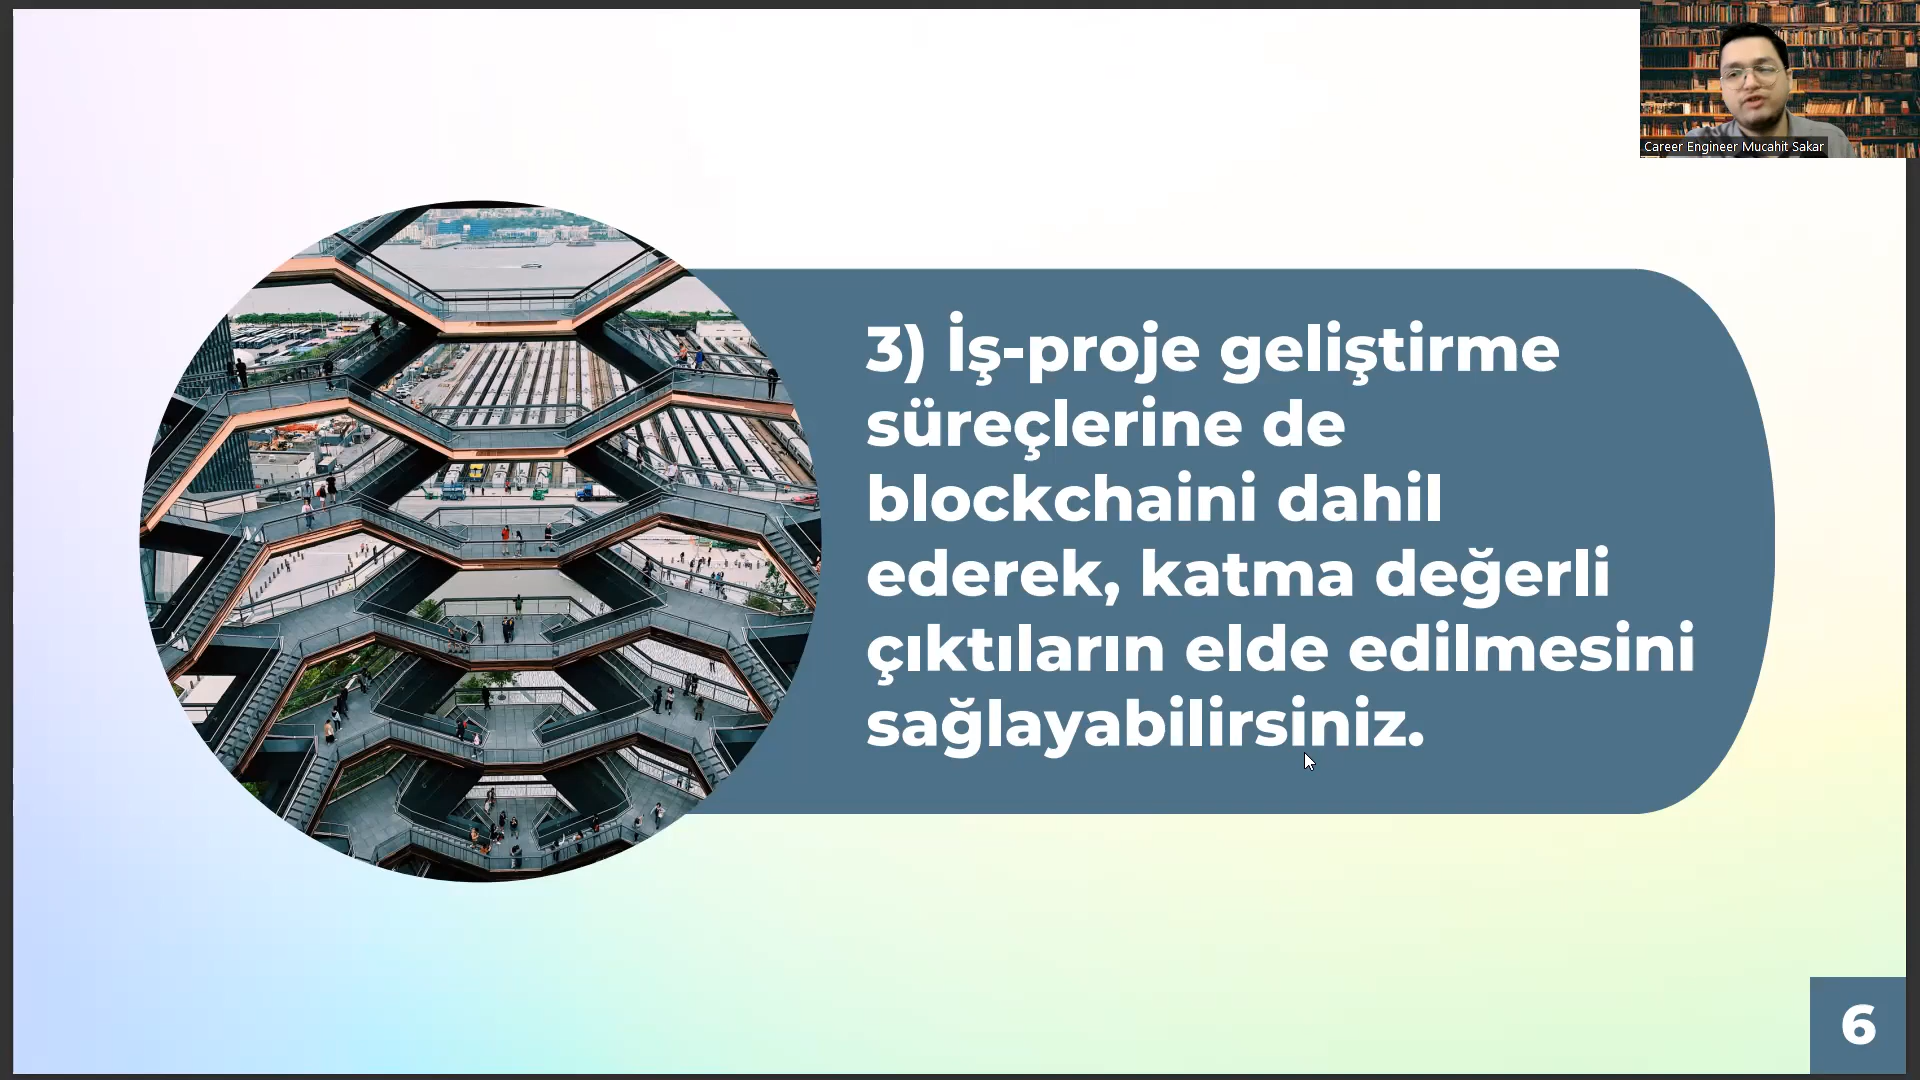 Career Engineer Mucahit Sakar
3) İş-proje geliştirme
süreçlerine de
blockchaini dahil
ederek, katma değerli
çıktıların elde edilmesini
sağlayabilirsiniz.
6